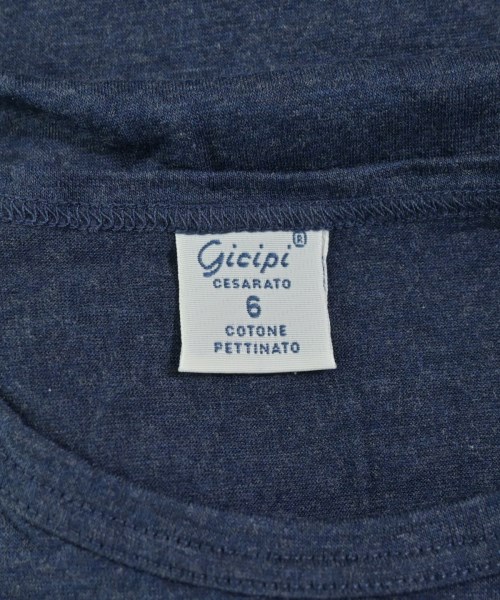 Gicipi®
CESARATO
6
COTONE
PETTINATO